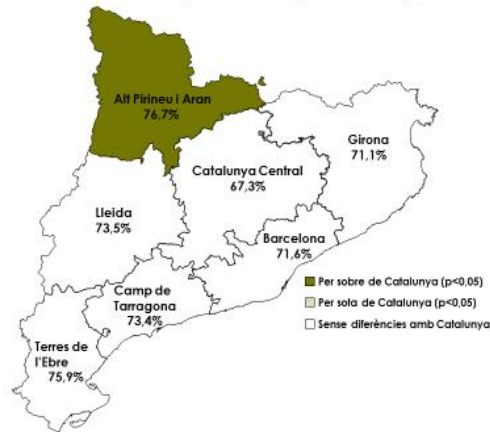 Alt Pirineu i Aran
76,7%
Girona
71,1%
Catalunya Central
67,3%
Lleida
73,5%
Barcelona
71,6%
Camp de
Tarragona
73,4%
Terres de
l'Ebre
75,9%
Per sobre de Catalunya (p<0,05)
Per sota de Catalunya (p<0,05)
Sense diferències amb Catalunya